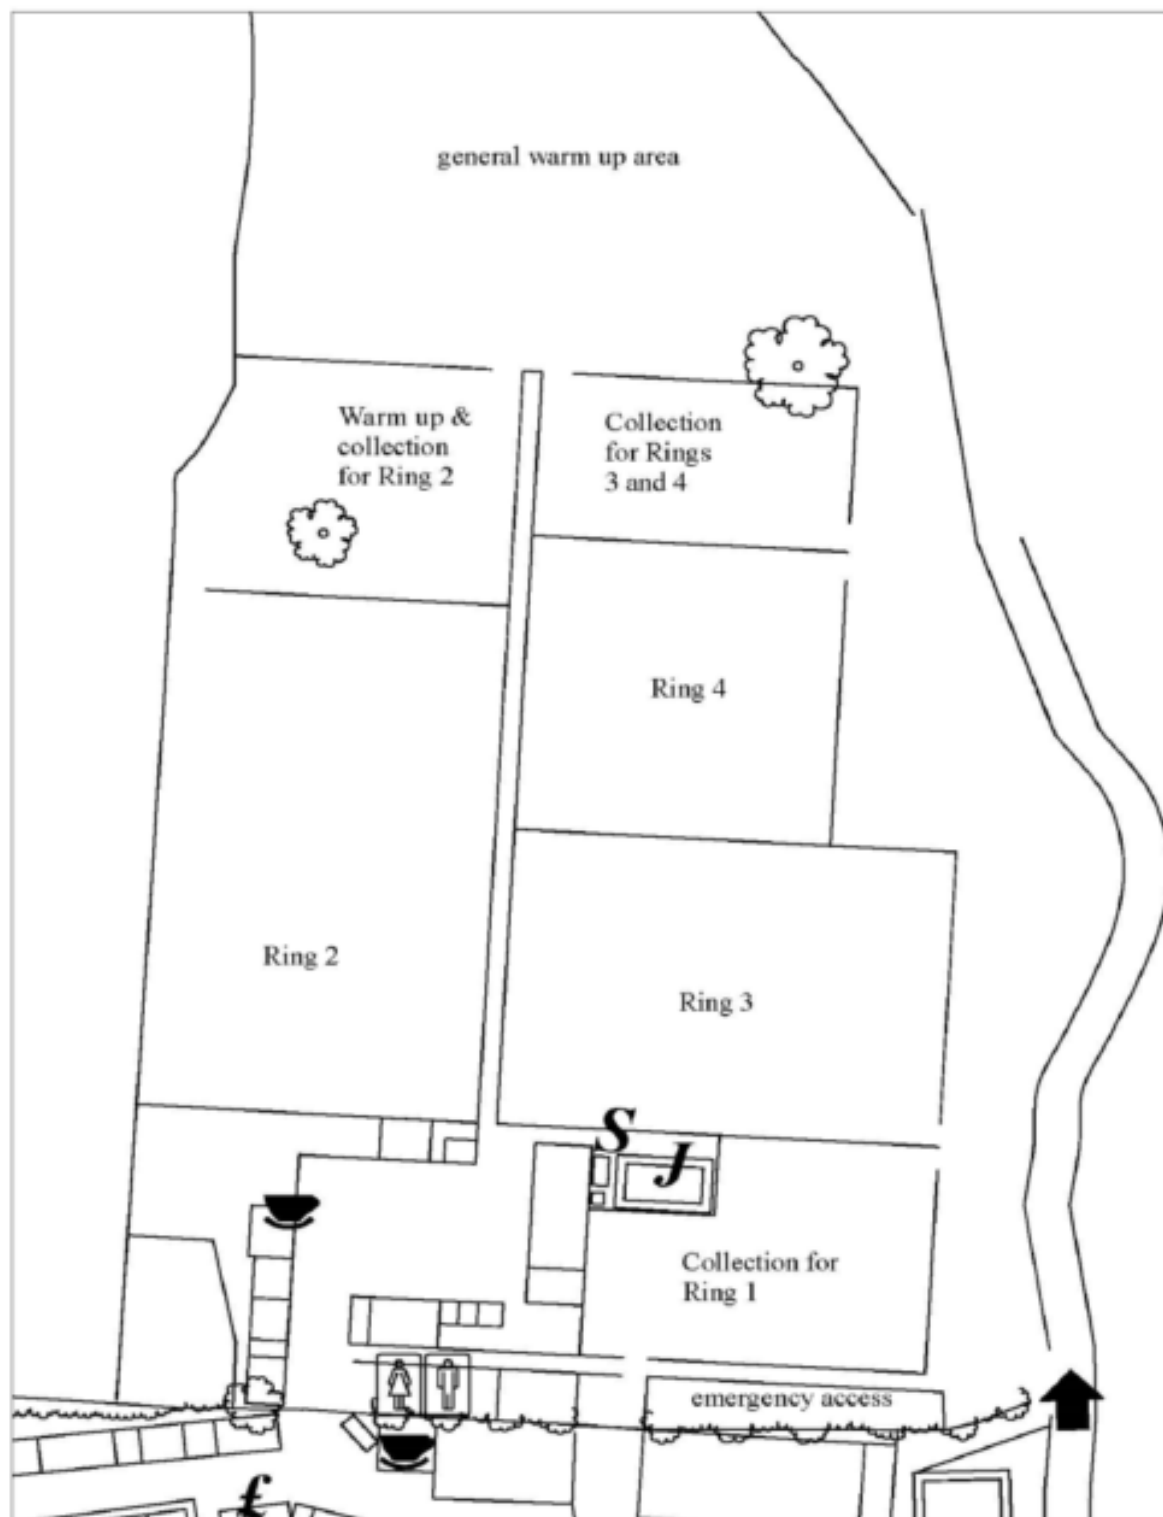 general warm up area
Warm up &
collection
for Ring 2
Collection
for Rings
3 and 4
Ring 4
Ring 2
Ring 3
S
J
Collection for
Ring 1
emergency access
£